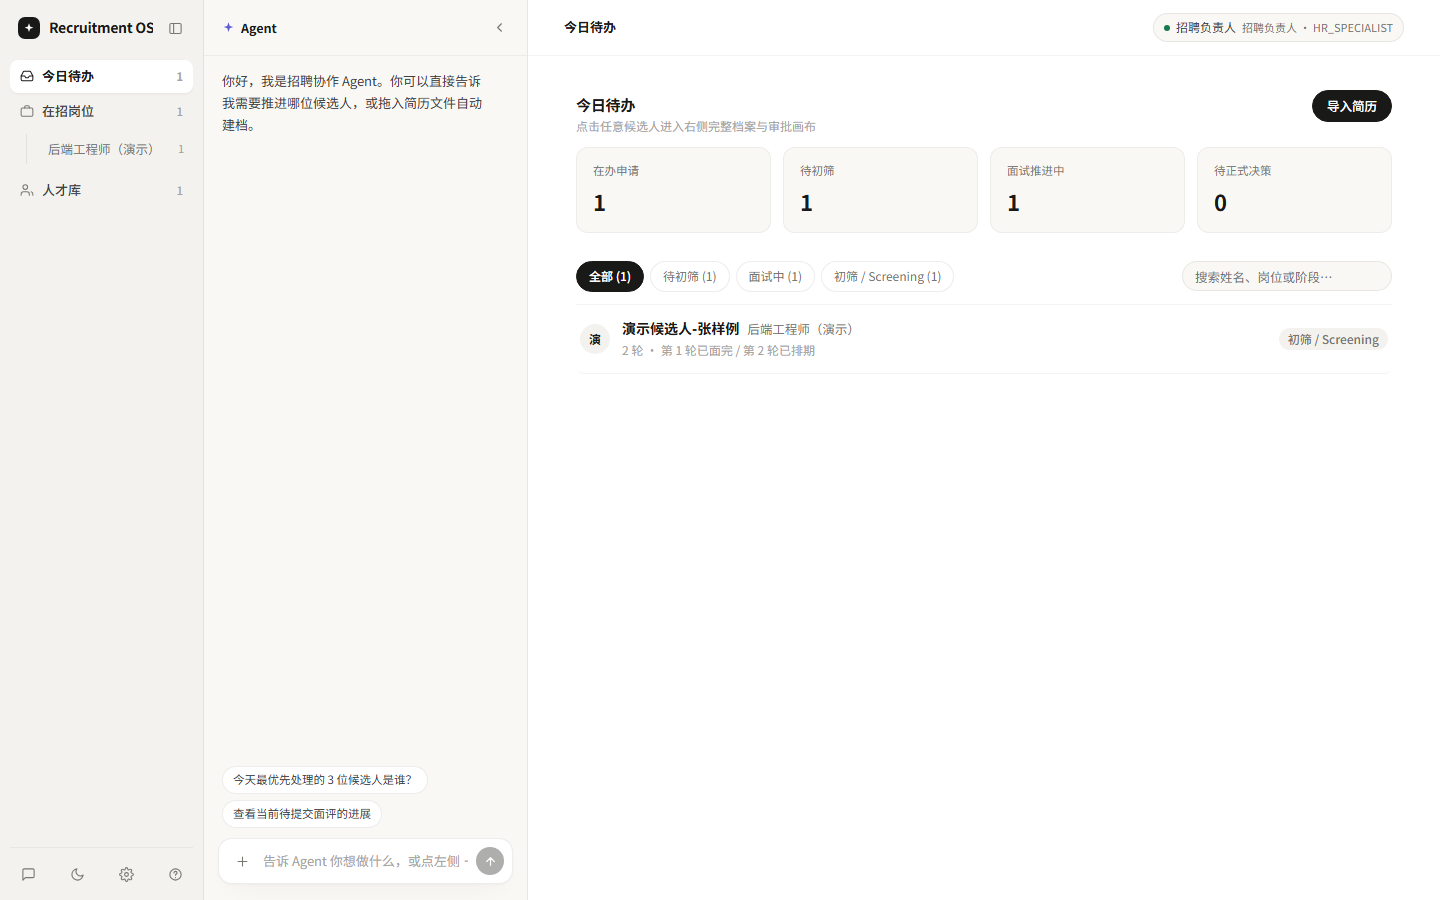 Recruitment OS
今日待办 1
在招岗位 1
后端工程师（演示） 1
人才库 1
Agent
你好，我是招聘协作 Agent。你可以直接告诉
我需要推进哪位候选人，或拖入简历文件自动
建档。
今天最优先处理的 3 位候选人是谁？
查看当前待提交面评的进展
告诉 Agent 你想做什么，或点左侧
今日待办
招聘负责人 招聘负责人 · HR_SPECIALIST
今日待办
导入简历
点击任意候选人进入右侧完整档案与审批画布
在办申请
1
待初筛
1
面试推进中
1
待正式决策
0
全部 (1)
待初筛 (1)
面试中 (1)
初筛 / Screening (1)
搜索姓名、岗位或阶段…
演
演示候选人-张样例 后端工程师（演示）
2 轮 · 第 1 轮已面完 / 第 2 轮已排期
初筛 / Screening